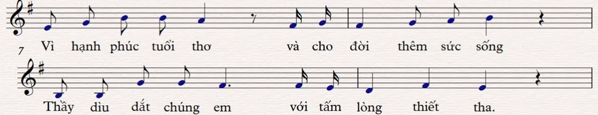 Vì hạnh phúc tuổi thơ và cho đời thêm sức sống
7
Thầy dìu dắt chúng em với tấm lòng thiết tha.